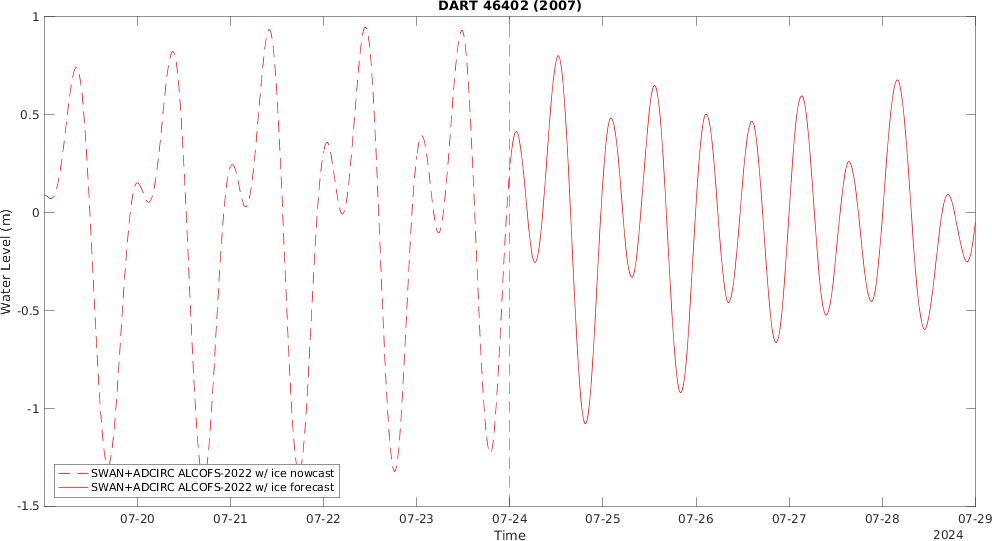 DART 46402 (2007)
1
0.5
0
-0.5
-1
-1.5
Water Level (m)
SWAN+ADCIRC ALCOFS-2022 w/ ice nowcast
SWAN+ADCIRC ALCOFS-2022 w/ ice forecast
07-20 07-21 07-22 07-23 07-24 07-25 07-26 07-27 07-28 07-29
Time
2024